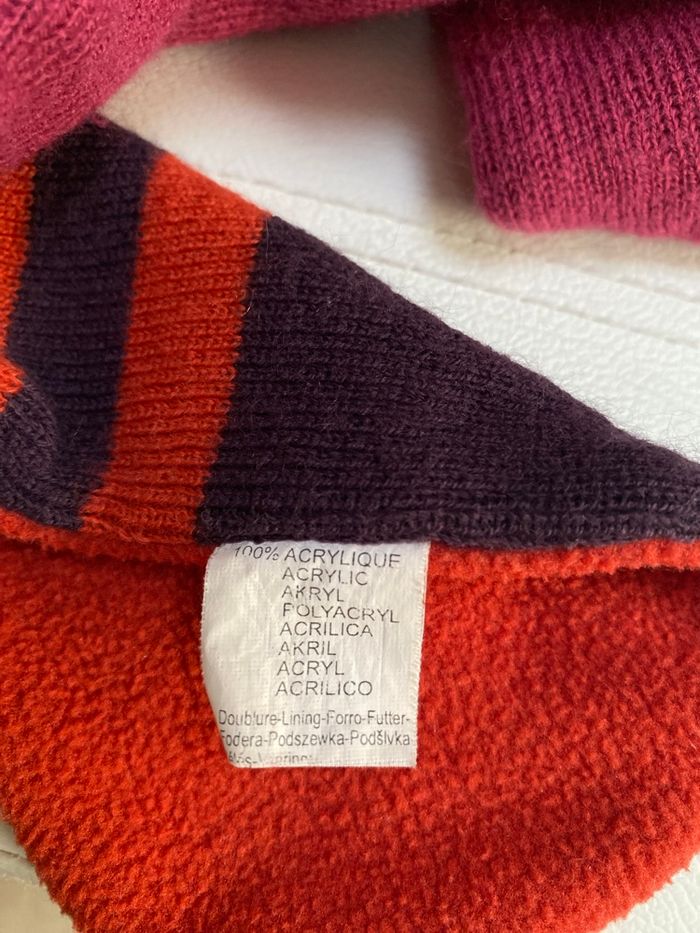 100% ACRYLIQUE
ACRYLIC
AKRYL
POLYACRYL
ACRILICA
AKRIL
ACRYL
ACRILICO
Doublure-Lining-Forro-Futter-
Fodera-Podszewka-Podšívka